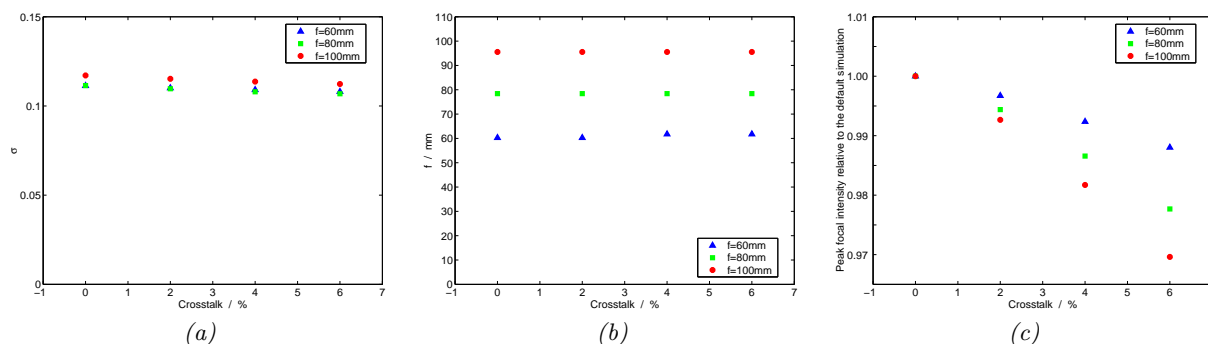 0.15
0.1
0.05
0
σ
−1 0 1 2 3 4 5 6 7
Crosstalk / %
f=60mm
f=80mm
f=100mm
(a)
110
100
90
80
70
60
50
40
30
20
10
0
f / mm
−1 0 1 2 3 4 5 6 7
Crosstalk / %
f=60mm
f=80mm
f=100mm
(b)
1.01
1.00
0.99
0.98
0.97
Peak focal intensity relative to the default simulation
−1 0 1 2 3 4 5 6
Crosstalk / %
f=60mm
f=80mm
f=100mm
(c)